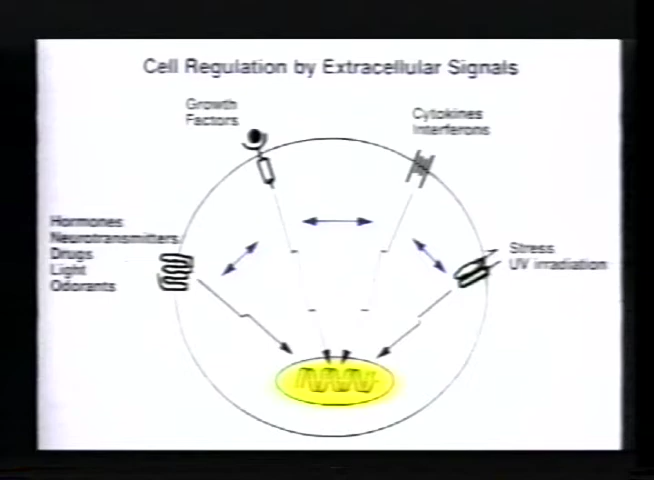 Cell Regulation by Extracellular Signals
Growth
Factors
Cytokines
Interferons
Hormones
Neurotransmitters
Drugs
Light
Odorants
Stress
UV irradiation